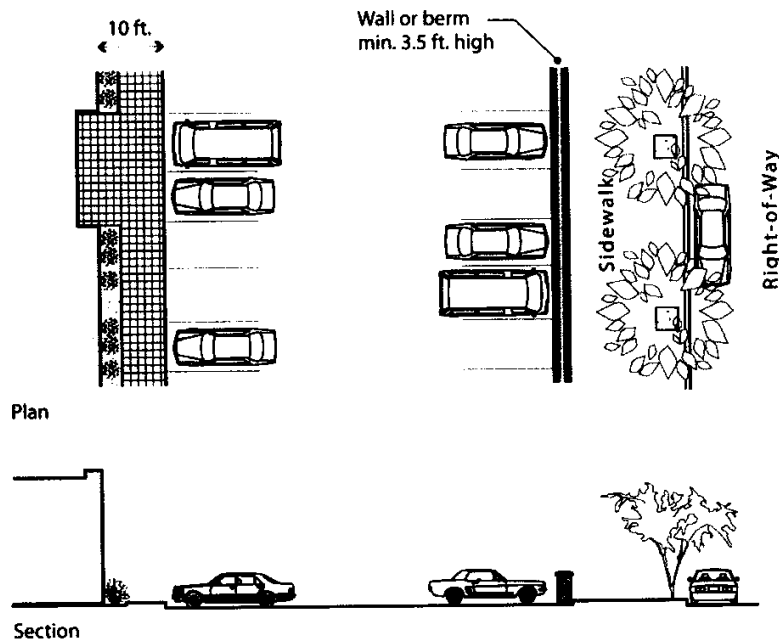 10 ft.
Wall or berm
min. 3.5 ft. high
Sidewalk
Right-of-Way
Plan
Section